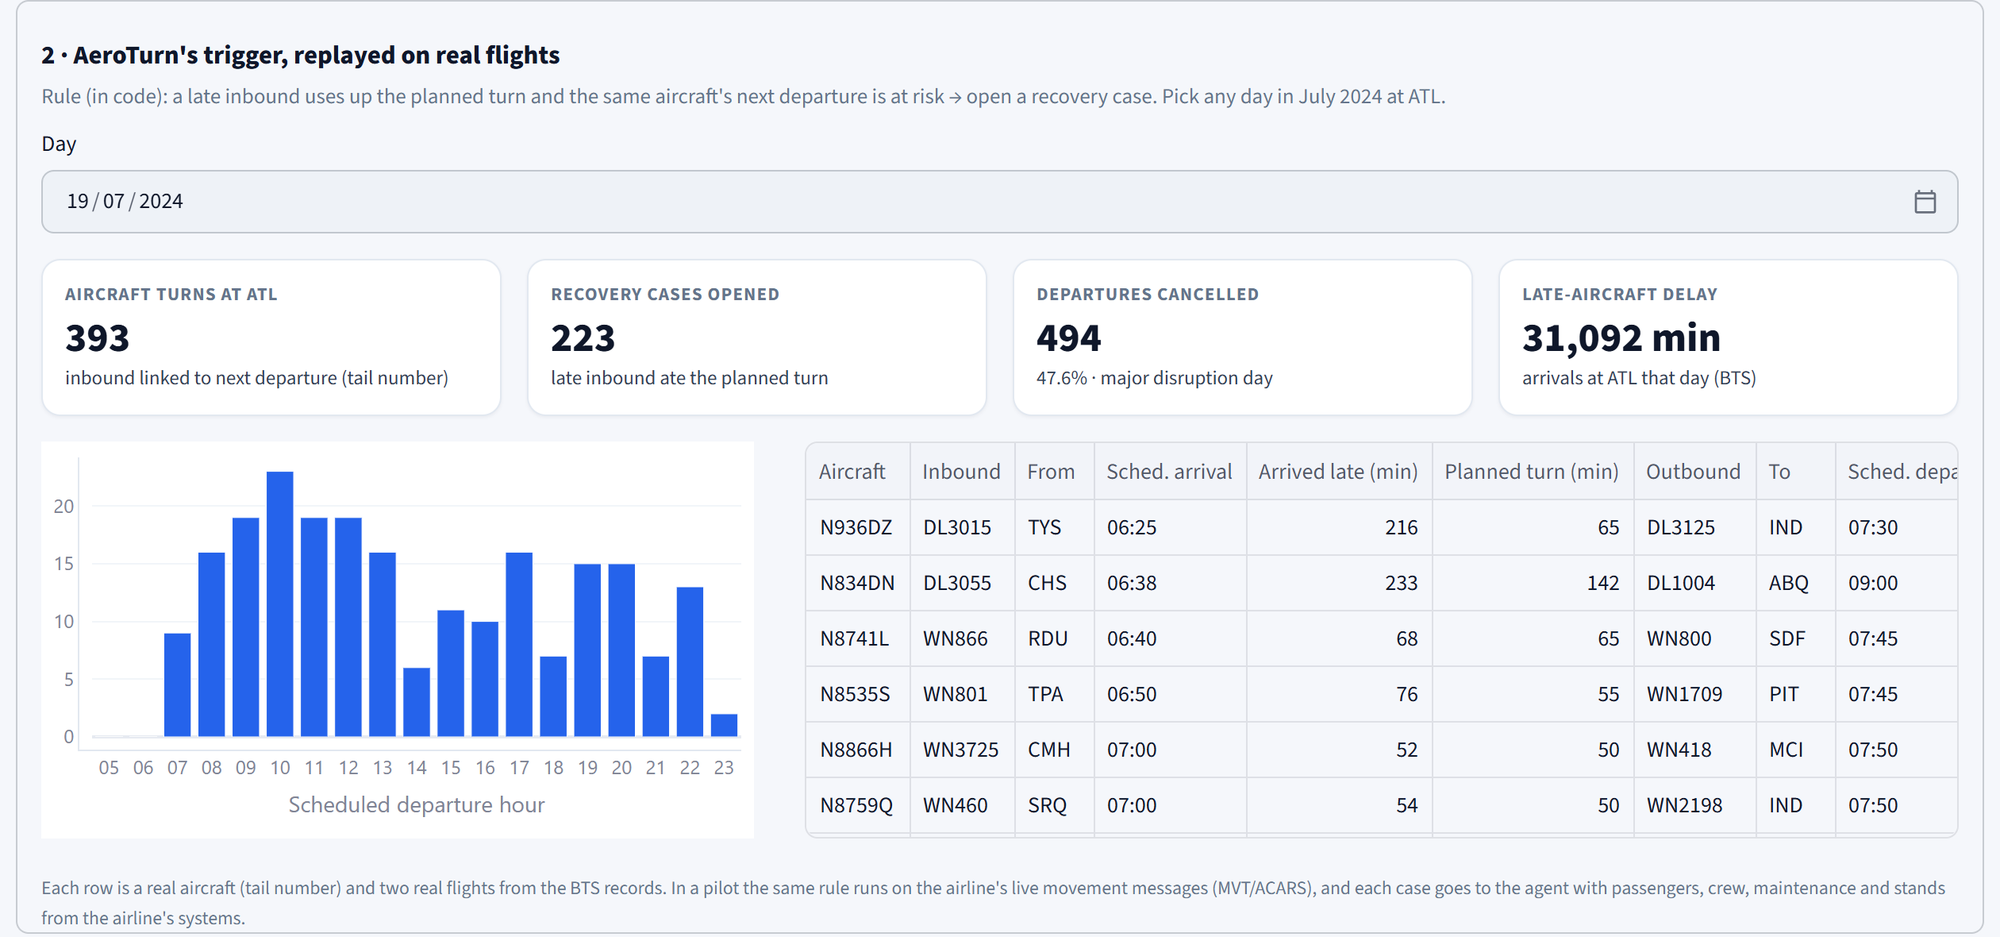 2 · AeroTurn's trigger, replayed on real flights
Rule (in code): a late inbound uses up the planned turn and the same aircraft's next departure is at risk → open a recovery case. Pick any day in July 2024 at ATL.
Day
19 / 07 / 2024
AIRCRAFT TURNS AT ATL
393
inbound linked to next departure (tail number)
RECOVERY CASES OPENED
223
late inbound ate the planned turn
DEPARTURES CANCELLED
494
47.6% · major disruption day
LATE-AIRCRAFT DELAY
31,092 min
arrivals at ATL that day (BTS)
20
15
10
5
0
05 06 07 08 09 10 11 12 13 14 15 16 17 18 19 20 21 22 23
Scheduled departure hour
Aircraft Inbound From Sched. arrival Arrived late (min) Planned turn (min) Outbound To Sched. depa
N936DZ DL3015 TYS 06:25 216 65 DL3125 IND 07:30
N834DN DL3055 CHS 06:38 233 142 DL1004 ABQ 09:00
N8741L WN866 RDU 06:40 68 65 WN800 SDF 07:45
N8535S WN801 TPA 06:50 76 55 WN1709 PIT 07:45
N8866H WN3725 CMH 07:00 52 50 WN418 MCI 07:50
N8759Q WN460 SRQ 07:00 54 50 WN2198 IND 07:50
Each row is a real aircraft (tail number) and two real flights from the BTS records. In a pilot the same rule runs on the airline's live movement messages (MVT/ACARS), and each case goes to the agent with passengers, crew, maintenance and stands
from the airline's systems.